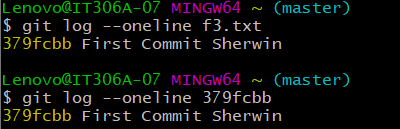 Lenovo@IT306A-07 MINGW64 ~ (master)
$ git log --oneline f3.txt
379fcbb First Commit Sherwin
Lenovo@IT306A-07 MINGW64 ~ (master)
$ git log --oneline 379fcbb
379fcbb First Commit Sherwin